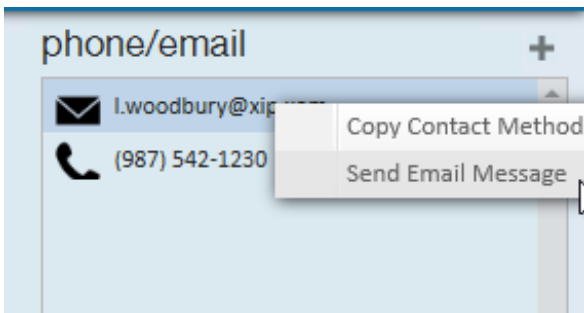 phone/email
l.woodbury@xip
Copy Contact Method
(987) 542-1230
Send Email Message